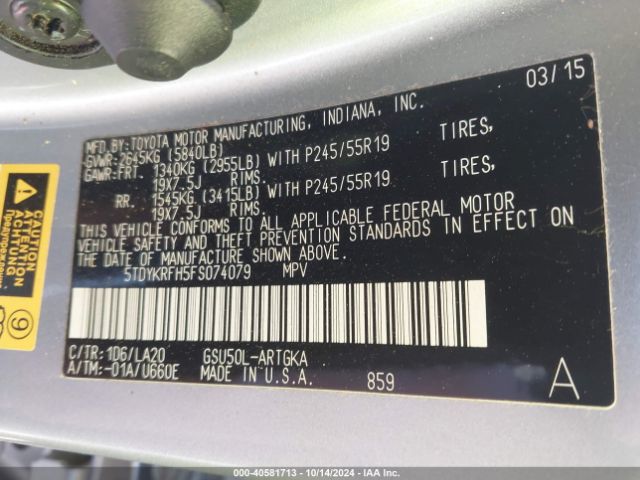 03/15
MFD.BY:TOYOTA MOTOR MANUFACTURING, INDIANA, INC.
GVWR:2645KG (5840LB)
GAWR:FRT. 1340KG (2955LB) WITH P245/55R19 TIRES,
19X7.5J RIMS.
RR. 1545KG (3415LB) WITH P245/55R19 TIRES,
19X7.5J RIMS.
THIS VEHICLE CONFORMS TO ALL APPLICABLE FEDERAL MOTOR
VEHICLE SAFETY AND THEFT PREVENTION STANDARDS IN EFFECT ON
THE DATE OF MANUFACTURE SHOWN ABOVE.
5TDYKRFH5FS074079 MPV
C/TR:1D6/LA20 GSU50L-ARTGKA
A/TM:-01A/U660E MADE IN U.S.A. 859 A
CAUTION
ATTENTION
ACHTUNG
9
000-40581713 - 10/14/2024 - IAA Inc.